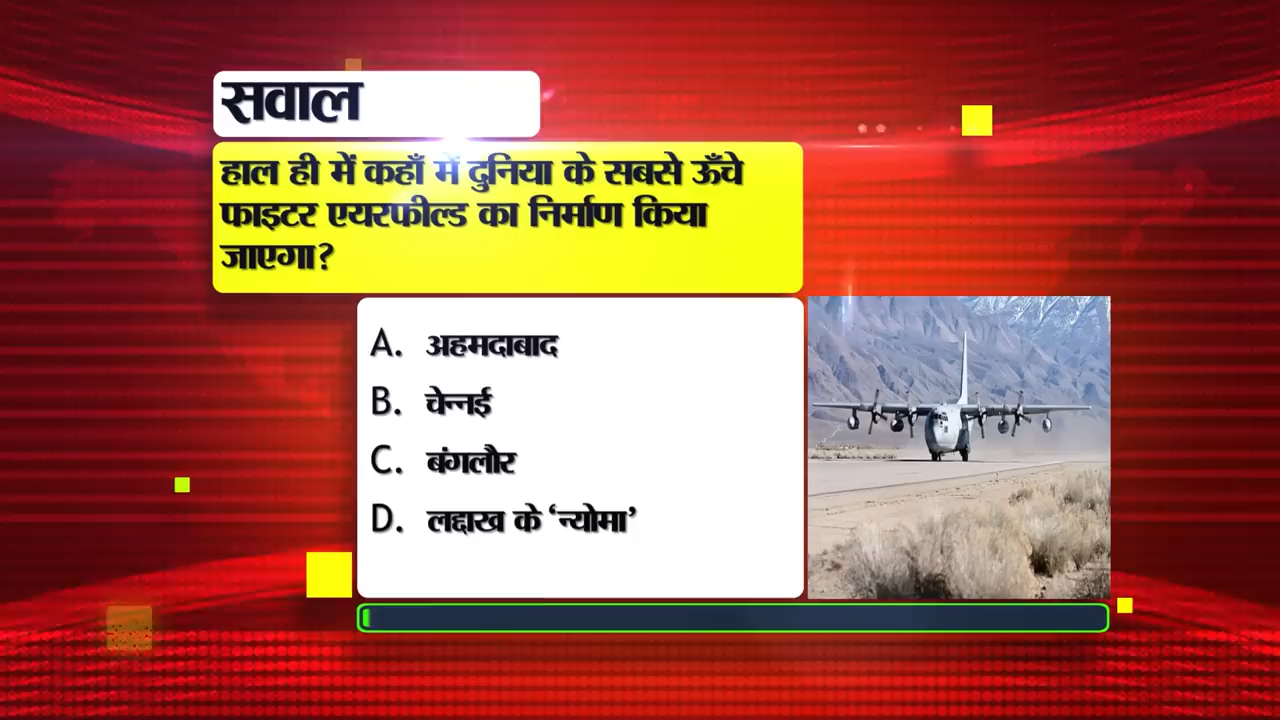 सवाल
हाल ही में कहाँ में दुनिया के सबसे ऊँचे
फाइटर एयरफील्ड का निर्माण किया
जाएगा?
A. अहमदाबाद
B. चेन्नई
C. बंगलौर
D. लद्दाख के ‘न्योमा’